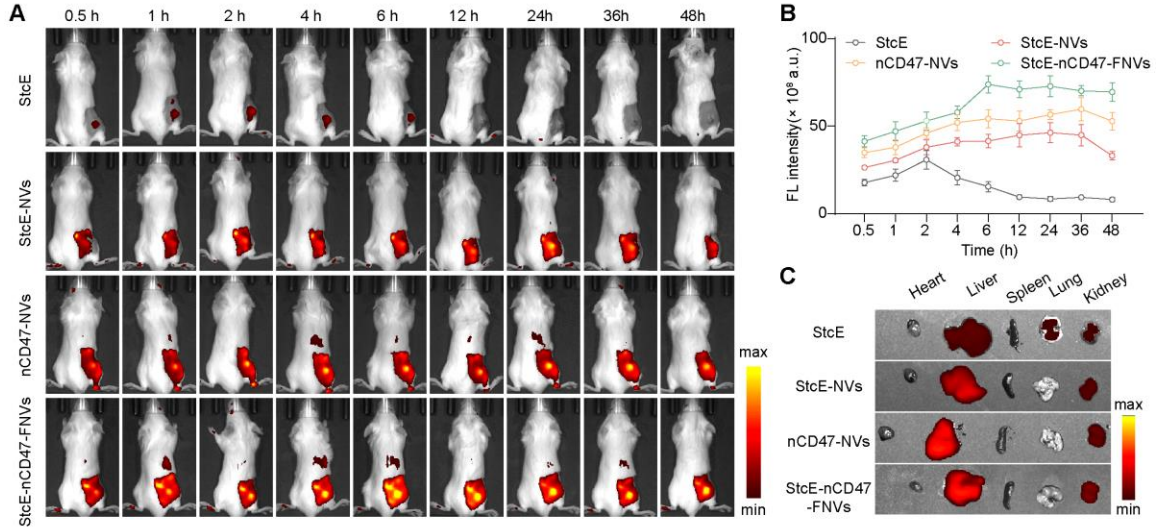 A
0.5 h 1 h 2 h 4 h 6 h 12 h 24h 36h 48h
StcE
StcE-NVs
nCD47-NVs
StcE-nCD47-FNVs
max
min
B
StcE StcE-NVs
nCD47-NVs StcE-nCD47-FNVs
FL intensity(× 10⁸ a.u.)
100
50
0
0.5 1 2 4 6 12 24 36 48
Time (h)
C
Heart Liver Spleen Lung Kidney
StcE
StcE-NVs
nCD47-NVs
StcE-nCD47
-FNVs
max
min